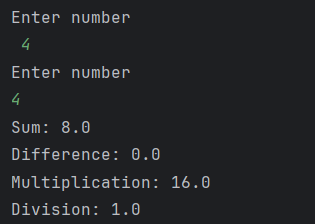 Enter number
4
Enter number
4
Sum: 8.0
Difference: 0.0
Multiplication: 16.0
Division: 1.0